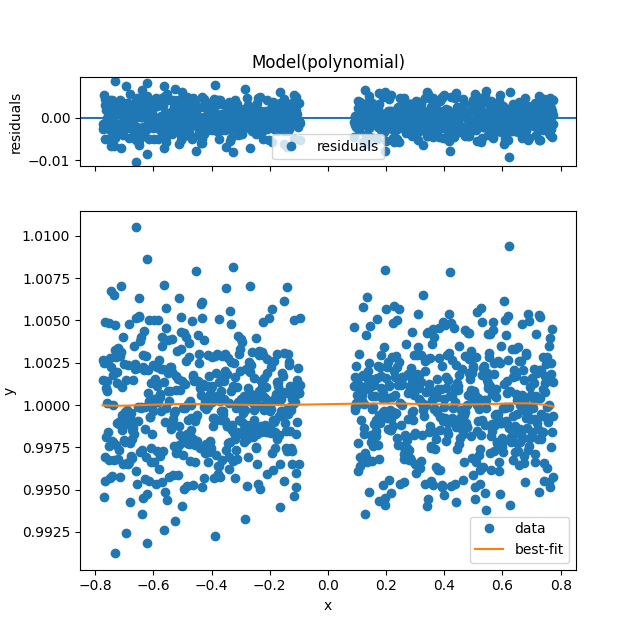 Model(polynomial)
residuals
0.00
−0.01
residuals
y
1.0100
1.0075
1.0050
1.0025
1.0000
0.9975
0.9950
0.9925
data
best-fit
−0.8 −0.6 −0.4 −0.2 0.0 0.2 0.4 0.6 0.8
x